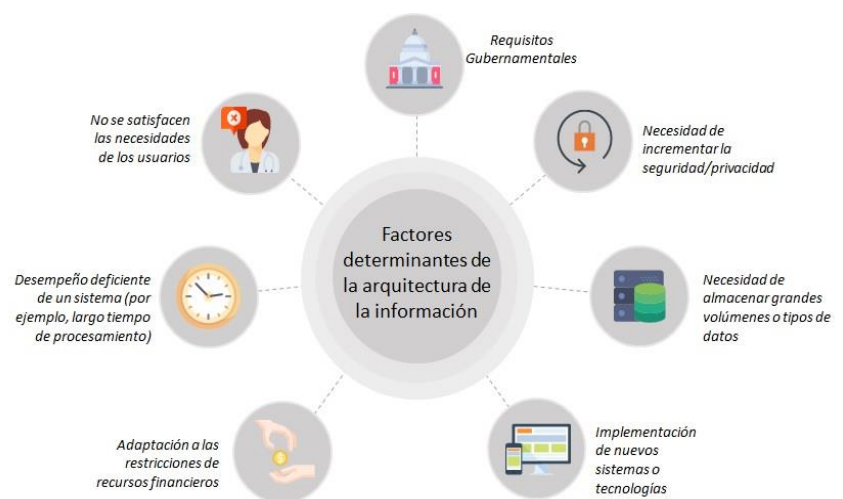 Requisitos
Gubernamentales
Necesidad de
incrementar la
seguridad/privacidad
Necesidad de
almacenar grandes
volúmenes o tipos de
datos
Implementación
de nuevos
sistemas o
tecnologías
Adaptación a las
restricciones de
recursos financieros
Desempeño deficiente
de un sistema (por
ejemplo, largo tiempo
de procesamiento)
No se satisfacen
las necesidades
de los usuarios
Factores
determinantes de
la arquitectura de
la información